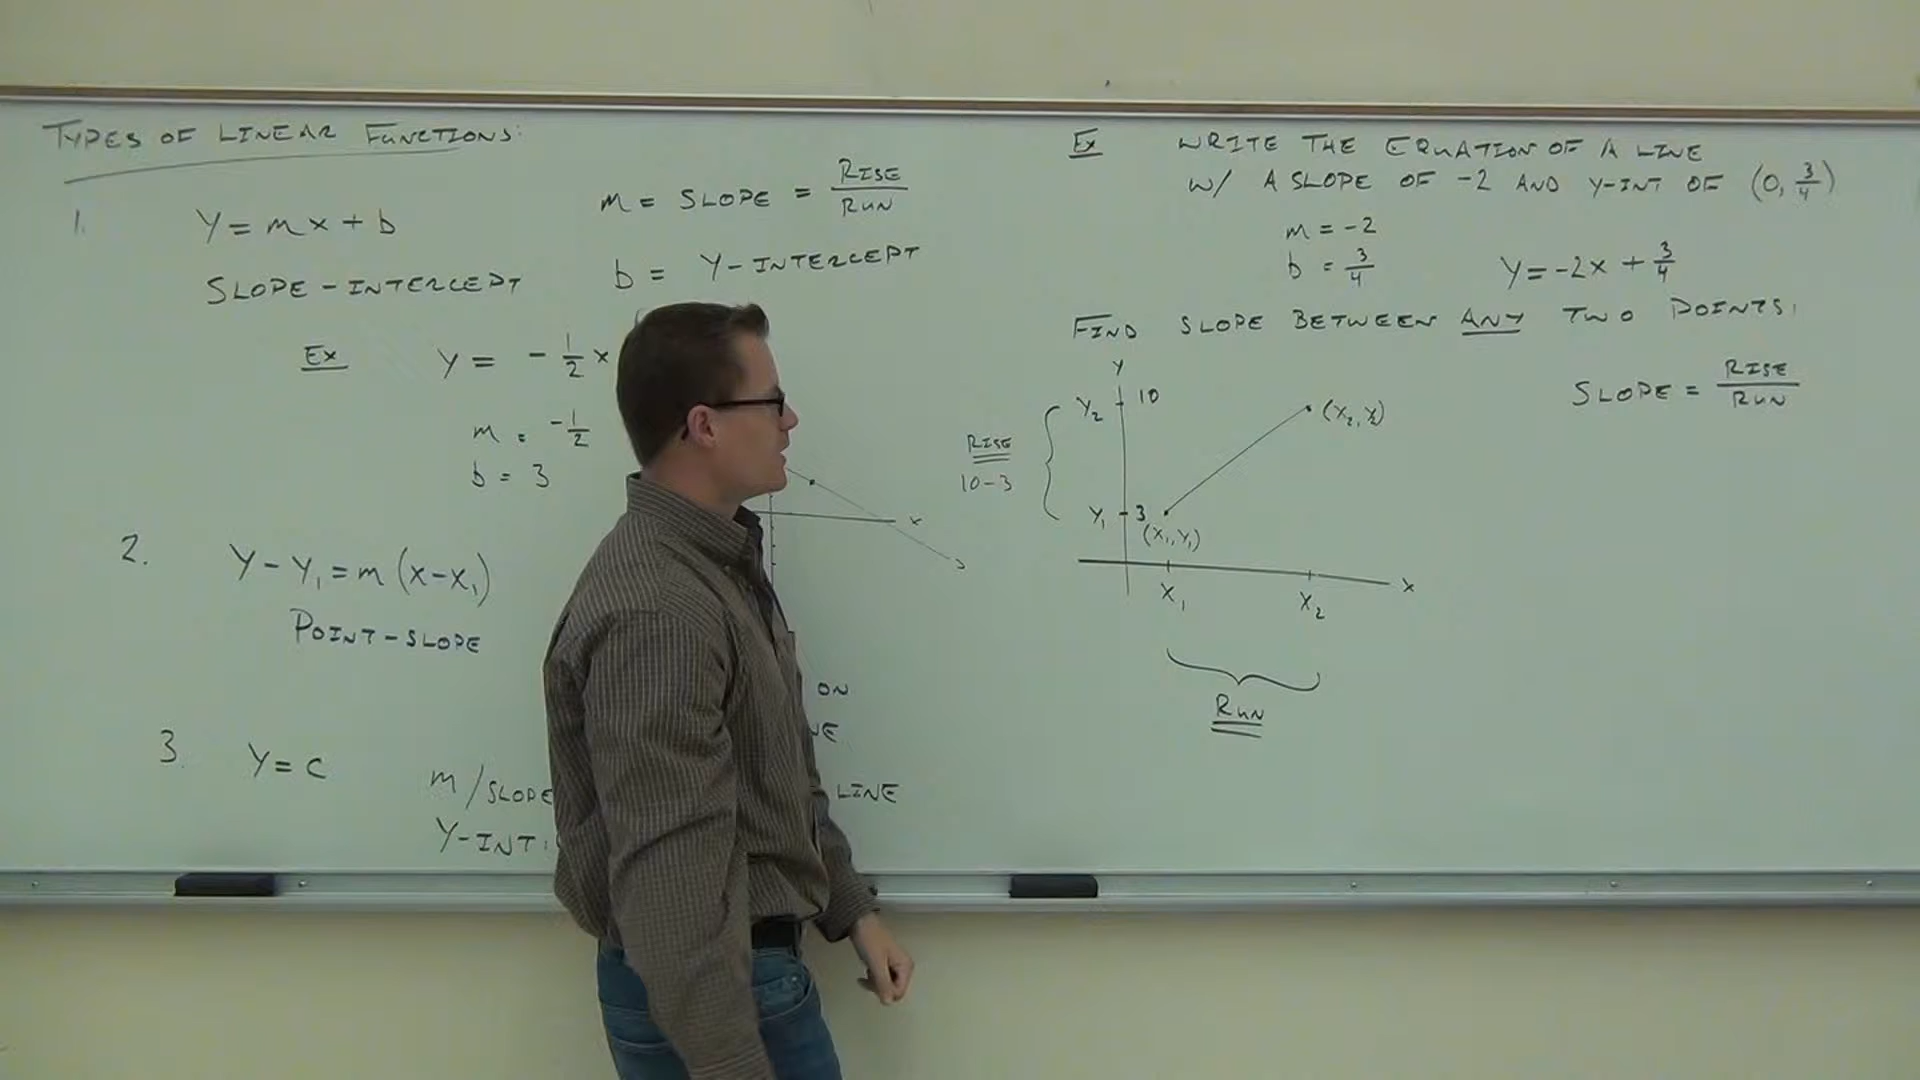 TYPES OF LINEAR FUNCTIONS:
1. Y = mx + b
SLOPE-INTERCEPT
m = SLOPE = RISE/RUN
b = Y-INTERCEPT
Ex Y = -1/2 x
m = -1/2
b = 3
x
2. Y - Y₁ = m(x - x₁)
POINT-SLOPE
ON
3. Y = C
m/SLOPE
LINE
Y-INT:
Ex WRITE THE EQUATION OF A LINE
W/ A SLOPE OF -2 AND Y-INT OF (0, 3/4)
m = -2
b = 3/4
Y = -2x + 3/4
FIND SLOPE BETWEEN ANY TWO POINTS:
SLOPE = RISE/RUN
Y
Y₂ 10
(X₂, Y₂)
RISE
10-3
Y₁ 3
(X₁, Y₁)
X₁ X₂ X
RUN